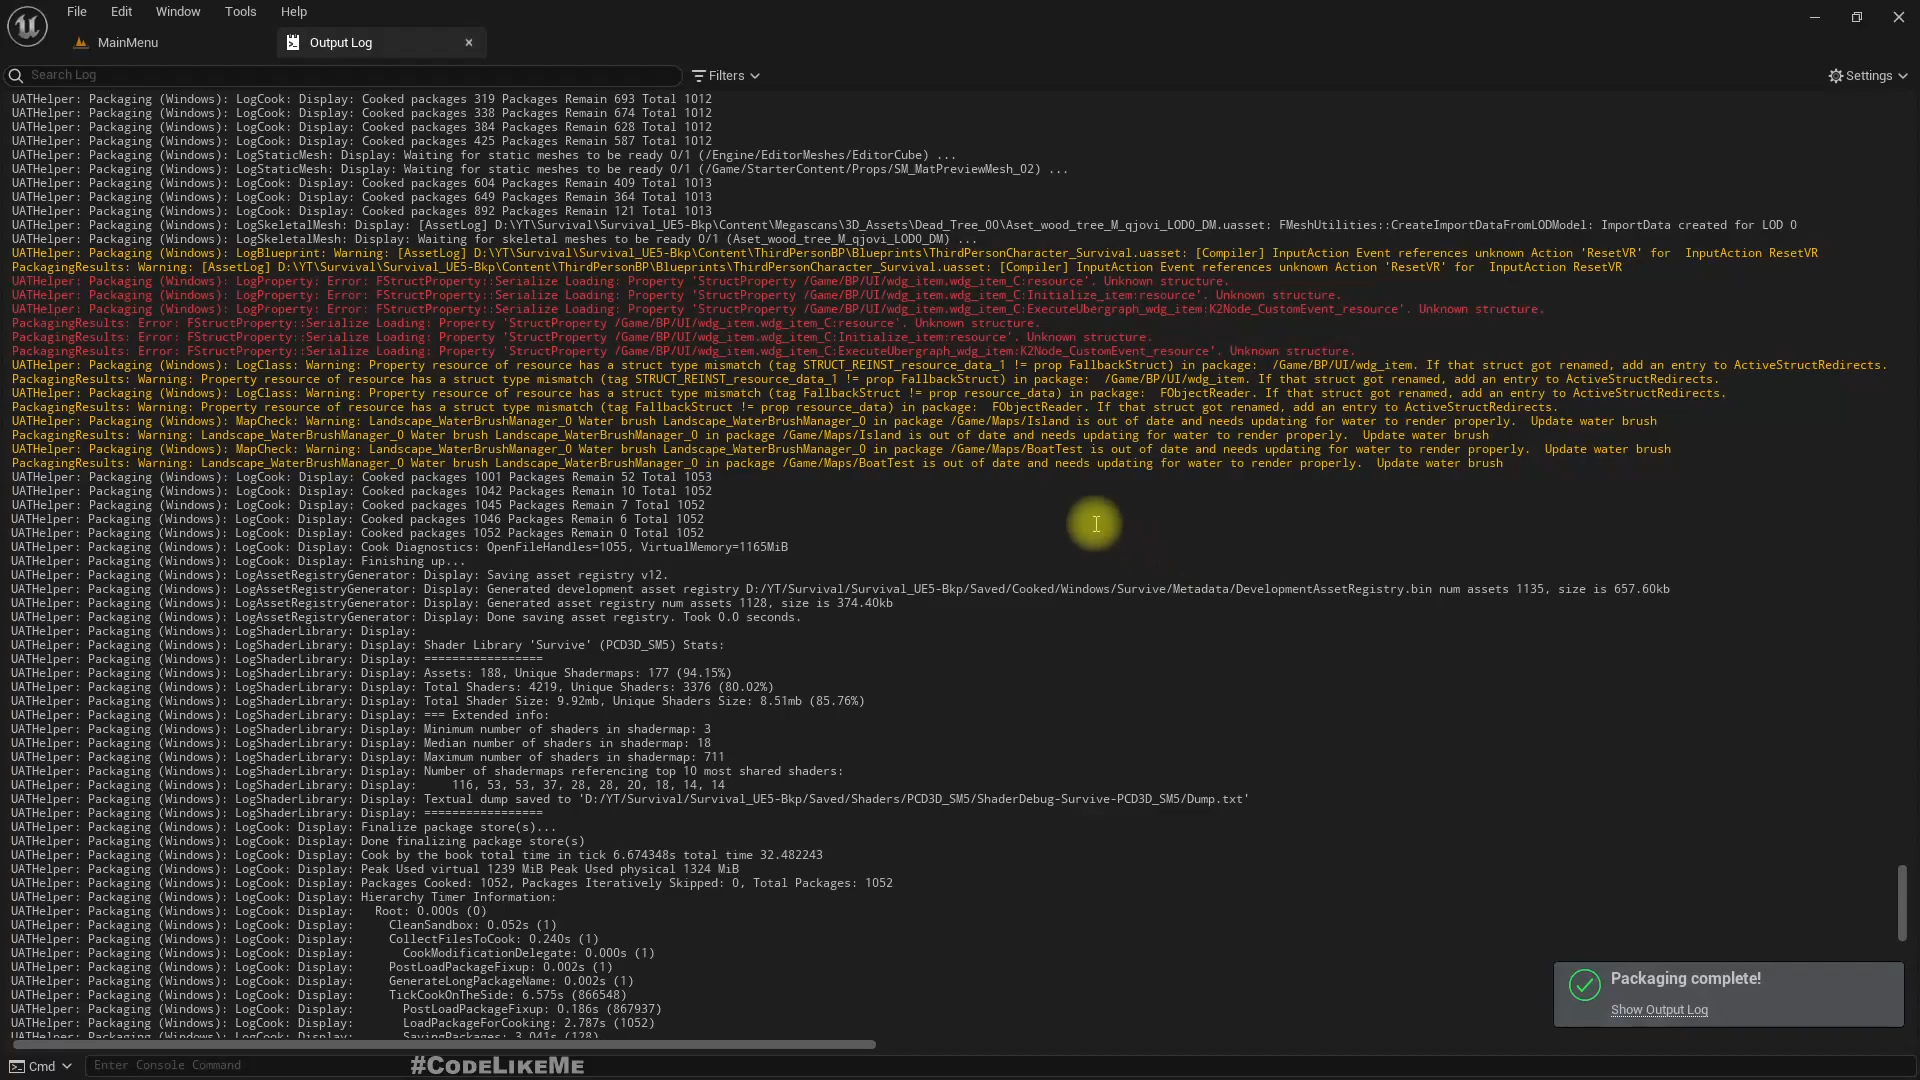 File Edit Window Tools Help
MainMenu Output Log
Search Log Filters Settings
UATHelper: Packaging (Windows): LogCook: Display: Cooked packages 319 Packages Remain 693 Total 1012
UATHelper: Packaging (Windows): LogCook: Display: Cooked packages 338 Packages Remain 674 Total 1012
UATHelper: Packaging (Windows): LogCook: Display: Cooked packages 384 Packages Remain 628 Total 1012
UATHelper: Packaging (Windows): LogCook: Display: Cooked packages 425 Packages Remain 587 Total 1012
UATHelper: Packaging (Windows): LogStaticMesh: Display: Waiting for static meshes to be ready 0/1 (/Engine/EditorMeshes/EditorCube) ...
UATHelper: Packaging (Windows): LogStaticMesh: Display: Waiting for static meshes to be ready 0/1 (/Game/StarterContent/Props/SM_MatPreviewMesh_02) ...
UATHelper: Packaging (Windows): LogCook: Display: Cooked packages 604 Packages Remain 409 Total 1013
UATHelper: Packaging (Windows): LogCook: Display: Cooked packages 649 Packages Remain 364 Total 1013
UATHelper: Packaging (Windows): LogCook: Display: Cooked packages 892 Packages Remain 121 Total 1013
UATHelper: Packaging (Windows): LogSkeletalMesh: Display: [AssetLog] D:\YT\Survival\Survival_UE5-Bkp\Content\Megascans\3D_Assets\Dead_Tree_00\Aset_wood_tree_M_qjovi_LOD0_DM.uasset: FMeshUtilities::CreateImportDataFromLODModel: ImportData created for LOD 0
UATHelper: Packaging (Windows): LogSkeletalMesh: Display: Waiting for skeletal meshes to be ready 0/1 (Aset_wood_tree_M_qjovi_LOD0_DM) ...
UATHelper: Packaging (Windows): LogBlueprint: Warning: [AssetLog] D:\YT\Survival\Survival_UE5-Bkp\Content\ThirdPersonBP\Blueprints\ThirdPersonCharacter_Survival.uasset: [Compiler] InputAction Event references unknown Action 'ResetVR' for  InputAction ResetVR
PackagingResults: Warning: [AssetLog] D:\YT\Survival\Survival_UE5-Bkp\Content\ThirdPersonBP\Blueprints\ThirdPersonCharacter_Survival.uasset: [Compiler] InputAction Event references unknown Action 'ResetVR' for  InputAction ResetVR
UATHelper: Packaging (Windows): LogProperty: Error: FStructProperty::Serialize Loading: Property 'StructProperty /Game/BP/UI/wdg_item.wdg_item_C:resource'. Unknown structure.
UATHelper: Packaging (Windows): LogProperty: Error: FStructProperty::Serialize Loading: Property 'StructProperty /Game/BP/UI/wdg_item.wdg_item_C:Initialize_item:resource'. Unknown structure.
UATHelper: Packaging (Windows): LogProperty: Error: FStructProperty::Serialize Loading: Property 'StructProperty /Game/BP/UI/wdg_item.wdg_item_C:ExecuteUbergraph_wdg_item:K2Node_CustomEvent_resource'. Unknown structure.
PackagingResults: Error: FStructProperty::Serialize Loading: Property 'StructProperty /Game/BP/UI/wdg_item.wdg_item_C:resource'. Unknown structure.
PackagingResults: Error: FStructProperty::Serialize Loading: Property 'StructProperty /Game/BP/UI/wdg_item.wdg_item_C:Initialize_item:resource'. Unknown structure.
PackagingResults: Error: FStructProperty::Serialize Loading: Property 'StructProperty /Game/BP/UI/wdg_item.wdg_item_C:ExecuteUbergraph_wdg_item:K2Node_CustomEvent_resource'. Unknown structure.
UATHelper: Packaging (Windows): LogClass: Warning: Property resource of resource has a struct type mismatch (tag STRUCT_REINST_resource_data_1 != prop FallbackStruct) in package:  /Game/BP/UI/wdg_item. If that struct got renamed, add an entry to ActiveStructRedirects.
PackagingResults: Warning: Property resource of resource has a struct type mismatch (tag STRUCT_REINST_resource_data_1 != prop FallbackStruct) in package:  /Game/BP/UI/wdg_item. If that struct got renamed, add an entry to ActiveStructRedirects.
UATHelper: Packaging (Windows): LogClass: Warning: Property resource of resource has a struct type mismatch (tag FallbackStruct != prop resource_data) in package:  FObjectReader. If that struct got renamed, add an entry to ActiveStructRedirects.
PackagingResults: Warning: Property resource of resource has a struct type mismatch (tag FallbackStruct != prop resource_data) in package:  FObjectReader. If that struct got renamed, add an entry to ActiveStructRedirects.
UATHelper: Packaging (Windows): MapCheck: Warning: Landscape_WaterBrushManager_0 Water brush Landscape_WaterBrushManager_0 in package /Game/Maps/Island is out of date and needs updating for water to render properly.  Update water brush
PackagingResults: Warning: Landscape_WaterBrushManager_0 Water brush Landscape_WaterBrushManager_0 in package /Game/Maps/Island is out of date and needs updating for water to render properly.  Update water brush
UATHelper: Packaging (Windows): MapCheck: Warning: Landscape_WaterBrushManager_0 Water brush Landscape_WaterBrushManager_0 in package /Game/Maps/BoatTest is out of date and needs updating for water to render properly.  Update water brush
PackagingResults: Warning: Landscape_WaterBrushManager_0 Water brush Landscape_WaterBrushManager_0 in package /Game/Maps/BoatTest is out of date and needs updating for water to render properly.  Update water brush
UATHelper: Packaging (Windows): LogCook: Display: Cooked packages 1001 Packages Remain 52 Total 1053
UATHelper: Packaging (Windows): LogCook: Display: Cooked packages 1042 Packages Remain 10 Total 1052
UATHelper: Packaging (Windows): LogCook: Display: Cooked packages 1045 Packages Remain 7 Total 1052
UATHelper: Packaging (Windows): LogCook: Display: Cooked packages 1046 Packages Remain 6 Total 1052
UATHelper: Packaging (Windows): LogCook: Display: Cooked packages 1052 Packages Remain 0 Total 1052
UATHelper: Packaging (Windows): LogCook: Display: Cook Diagnostics: OpenFileHandles=1055, VirtualMemory=1165MiB
UATHelper: Packaging (Windows): LogCook: Display: Finishing up...
UATHelper: Packaging (Windows): LogAssetRegistryGenerator: Display: Saving asset registry v12.
UATHelper: Packaging (Windows): LogAssetRegistryGenerator: Display: Generated development asset registry D:/YT/Survival/Survival_UE5-Bkp/Saved/Cooked/Windows/Survive/Metadata/DevelopmentAssetRegistry.bin num assets 1135, size is 657.60kb
UATHelper: Packaging (Windows): LogAssetRegistryGenerator: Display: Generated asset registry num assets 1128, size is 374.40kb
UATHelper: Packaging (Windows): LogAssetRegistryGenerator: Display: Done saving asset registry. Took 0.0 seconds.
UATHelper: Packaging (Windows): LogShaderLibrary: Display:
UATHelper: Packaging (Windows): LogShaderLibrary: Display: Shader Library 'Survive' (PCD3D_SM5) Stats:
UATHelper: Packaging (Windows): LogShaderLibrary: Display: =================
UATHelper: Packaging (Windows): LogShaderLibrary: Display: Assets: 188, Unique Shadermaps: 177 (94.15%)
UATHelper: Packaging (Windows): LogShaderLibrary: Display: Total Shaders: 4219, Unique Shaders: 3376 (80.02%)
UATHelper: Packaging (Windows): LogShaderLibrary: Display: Total Shader Size: 9.92mb, Unique Shaders Size: 8.51mb (85.76%)
UATHelper: Packaging (Windows): LogShaderLibrary: Display: === Extended info:
UATHelper: Packaging (Windows): LogShaderLibrary: Display: Minimum number of shaders in shadermap: 3
UATHelper: Packaging (Windows): LogShaderLibrary: Display: Median number of shaders in shadermap: 18
UATHelper: Packaging (Windows): LogShaderLibrary: Display: Maximum number of shaders in shadermap: 711
UATHelper: Packaging (Windows): LogShaderLibrary: Display: Number of shadermaps referencing top 10 most shared shaders:
UATHelper: Packaging (Windows): LogShaderLibrary: Display:     116, 53, 53, 37, 28, 28, 20, 18, 14, 14
UATHelper: Packaging (Windows): LogShaderLibrary: Display: Textual dump saved to 'D:/YT/Survival/Survival_UE5-Bkp/Saved/Shaders/PCD3D_SM5/ShaderDebug-Survive-PCD3D_SM5/Dump.txt'
UATHelper: Packaging (Windows): LogShaderLibrary: Display: =================
UATHelper: Packaging (Windows): LogCook: Display: Finalize package store(s)...
UATHelper: Packaging (Windows): LogCook: Display: Done finalizing package store(s)
UATHelper: Packaging (Windows): LogCook: Display: Cook by the book total time in tick 6.674348s total time 32.482243
UATHelper: Packaging (Windows): LogCook: Display: Peak Used virtual 1239 MiB Peak Used physical 1324 MiB
UATHelper: Packaging (Windows): LogCook: Display: Packages Cooked: 1052, Packages Iteratively Skipped: 0, Total Packages: 1052
UATHelper: Packaging (Windows): LogCook: Display: Hierarchy Timer Information:
UATHelper: Packaging (Windows): LogCook: Display:   Root: 0.000s (0)
UATHelper: Packaging (Windows): LogCook: Display:     CleanSandbox: 0.052s (1)
UATHelper: Packaging (Windows): LogCook: Display:     CollectFilesToCook: 0.240s (1)
UATHelper: Packaging (Windows): LogCook: Display:       CookModificationDelegate: 0.000s (1)
UATHelper: Packaging (Windows): LogCook: Display:     PostLoadPackageFixup: 0.002s (1)
UATHelper: Packaging (Windows): LogCook: Display:     GenerateLongPackageName: 0.002s (1)
UATHelper: Packaging (Windows): LogCook: Display:     TickCookOnTheSide: 6.575s (866548)
UATHelper: Packaging (Windows): LogCook: Display:       PostLoadPackageFixup: 0.186s (867937)
UATHelper: Packaging (Windows): LogCook: Display:       LoadPackageForCooking: 2.787s (1052)
UATHelper: Packaging (Windows): LogCook: Display:       SavingPackages: 3.041s (128)
Packaging complete!
Show Output Log
Cmd Enter Console Command #CODELIKEME